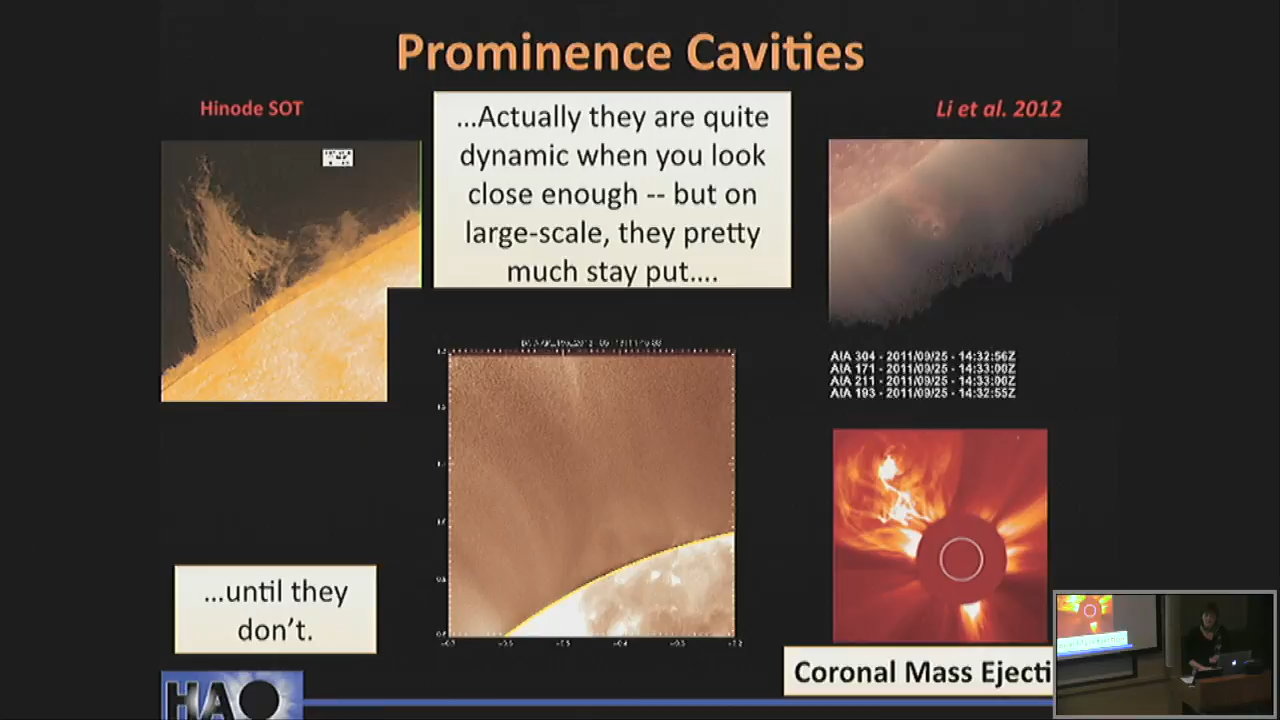 Prominence Cavities
Hinode SOT
...Actually they are quite
dynamic when you look
close enough -- but on
large-scale, they pretty
much stay put....
Li et al. 2012
AIA 304 - 2011/09/25 - 14:32:56Z
AIA 171 - 2011/09/25 - 14:33:00Z
AIA 211 - 2011/09/25 - 14:33:00Z
AIA 193 - 2011/09/25 - 14:32:55Z
...until they
don't.
Coronal Mass Ejecti
HAO